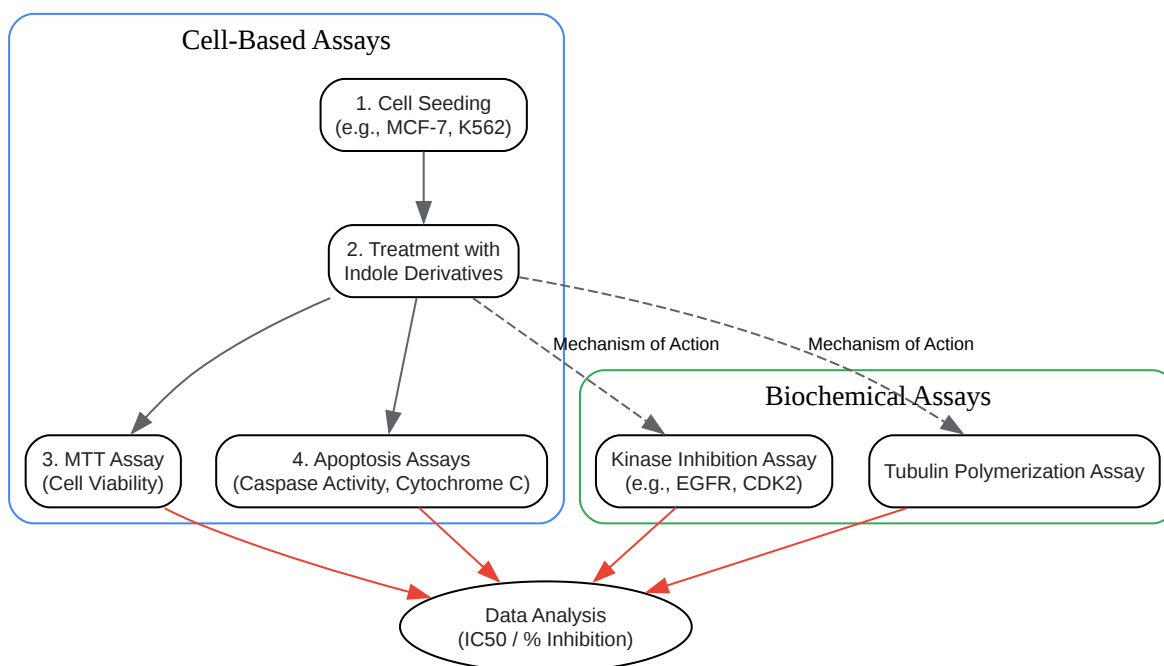 Cell-Based Assays
1. Cell Seeding
(e.g., MCF-7, K562)
2. Treatment with
Indole Derivatives
Mechanism of Action
Mechanism of Action
Biochemical Assays
3. MTT Assay
(Cell Viability)
4. Apoptosis Assays
(Caspase Activity, Cytochrome C)
Kinase Inhibition Assay
(e.g., EGFR, CDK2)
Tubulin Polymerization Assay
Data Analysis
(IC50 / % Inhibition)